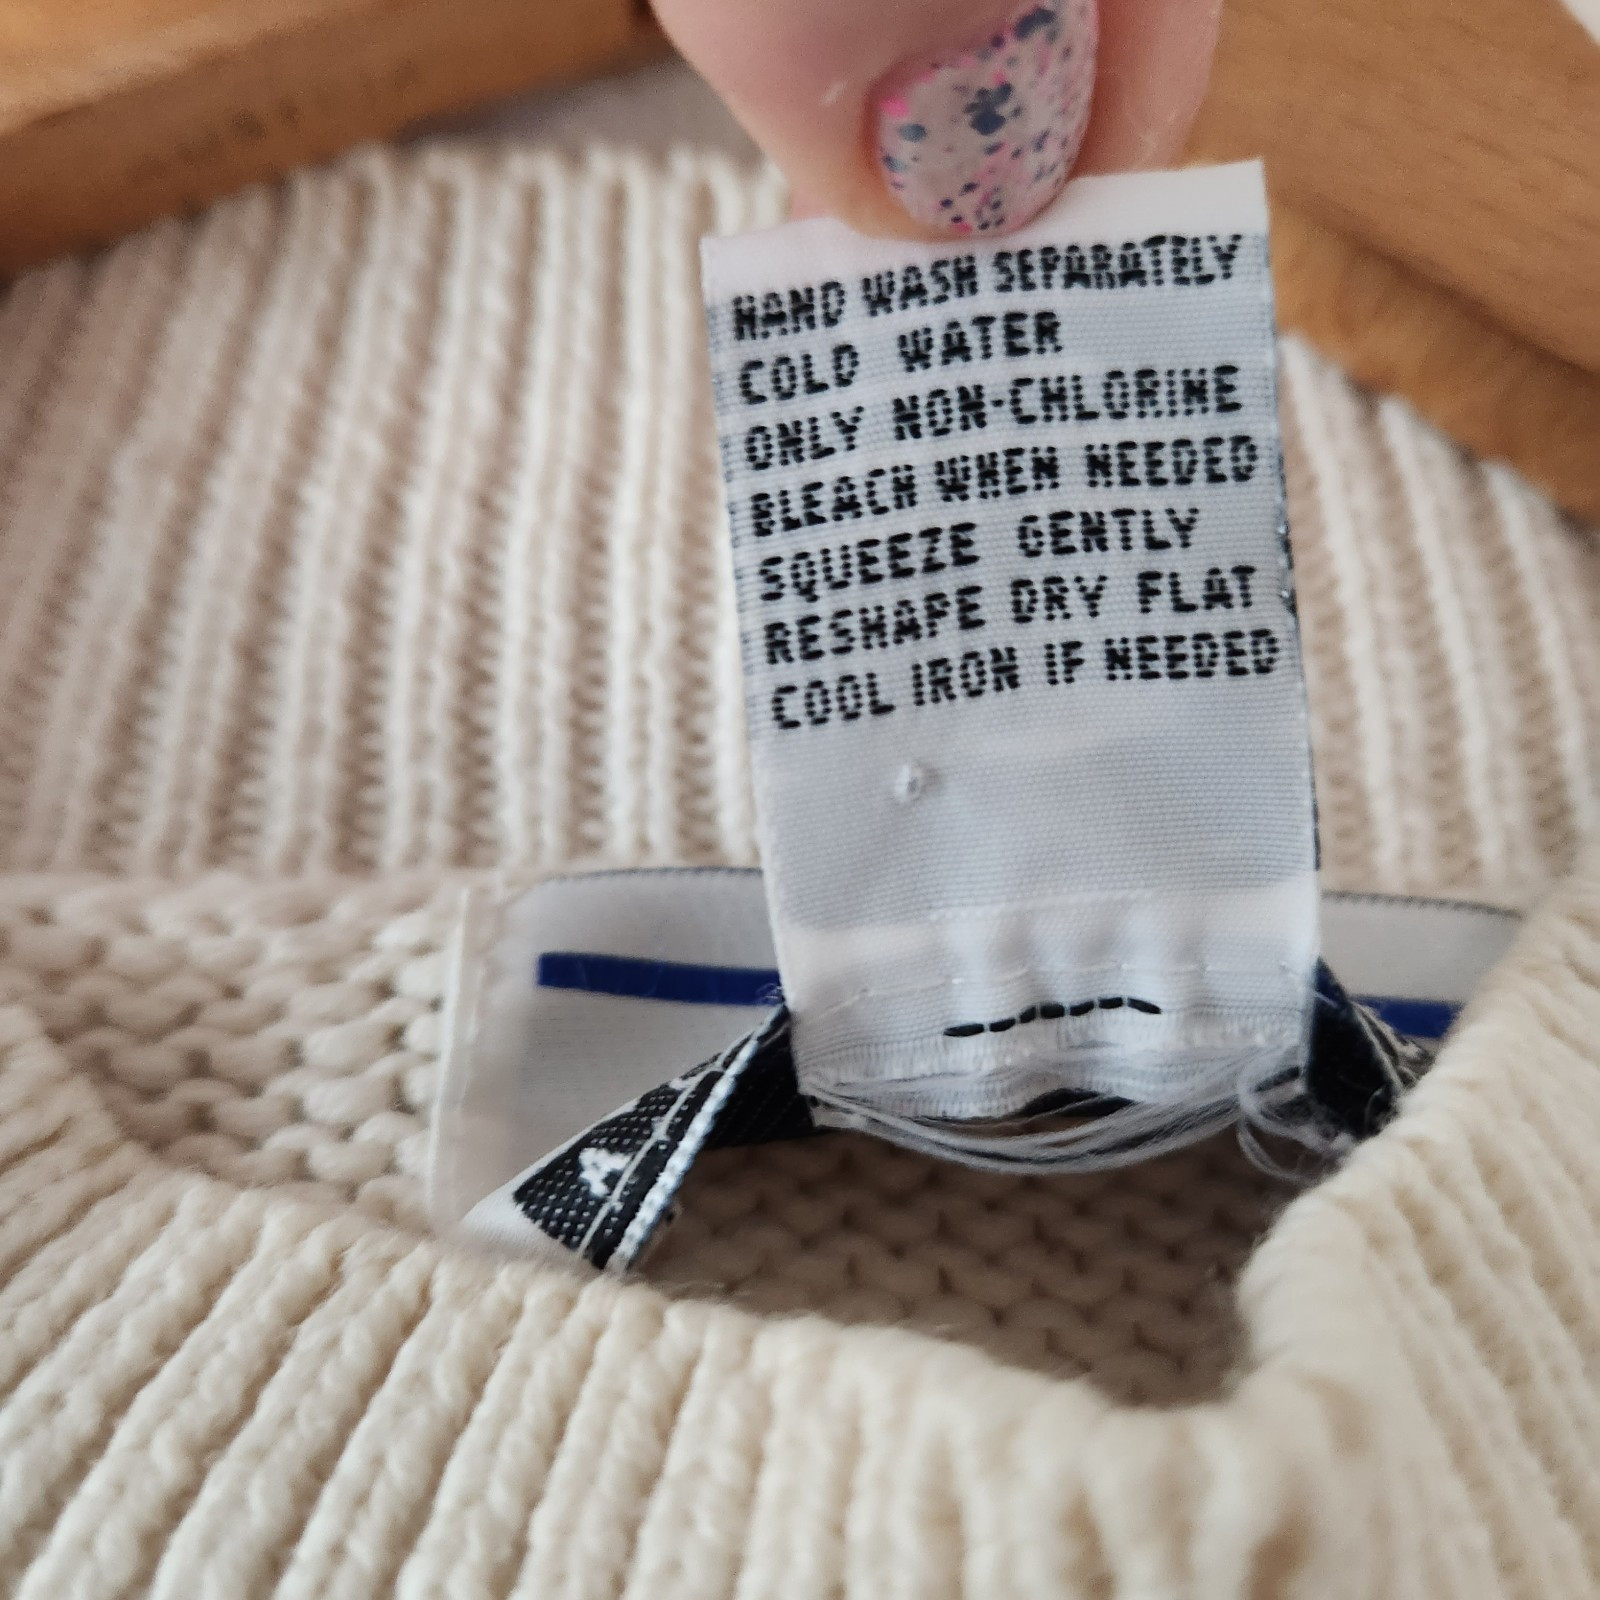 HAND WASH SEPARATELY
COLD WATER
ONLY NON-CHLORINE
BLEACH WHEN NEEDED
SQUEEZE GENTLY
RESHAPE DRY FLAT
COOL IRON IF NEEDED